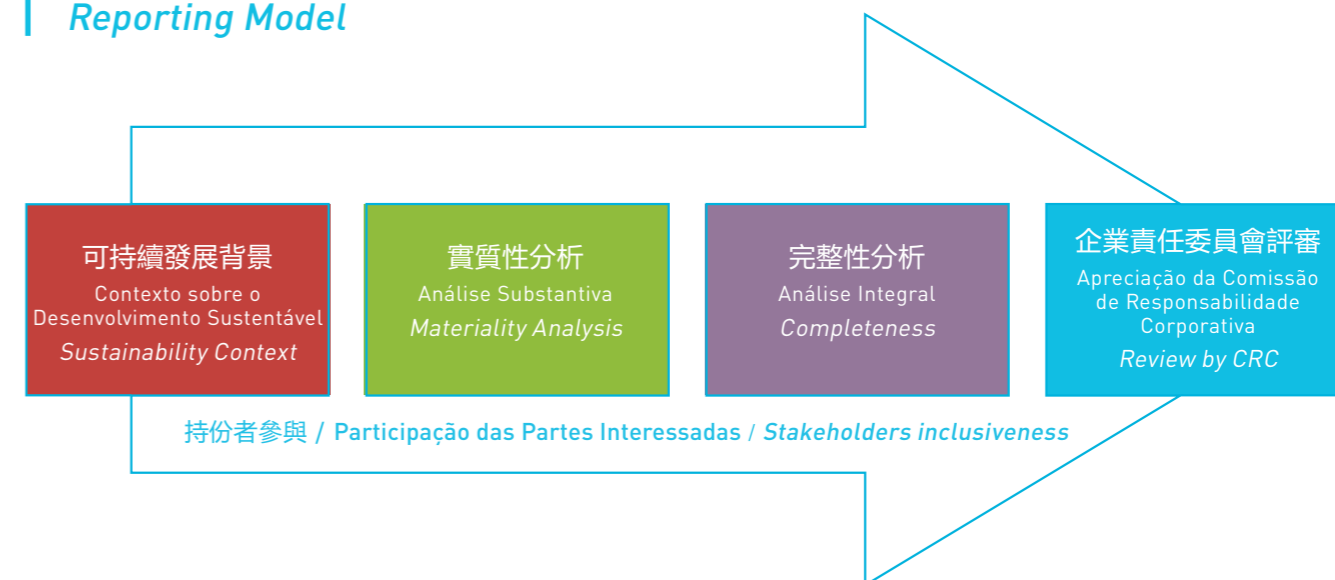 Reporting Model
可持續發展背景
Contexto sobre o
Desenvolvimento Sustentável
Sustainability Context
實質性分析
Análise Substantiva
Materiality Analysis
完整性分析
Análise Integral
Completeness
企業責任委員會評審
Apreciação da Comissão
de Responsabilidade
Corporativa
Review by CRC
持份者參與 / Participação das Partes Interessadas / Stakeholders inclusiveness